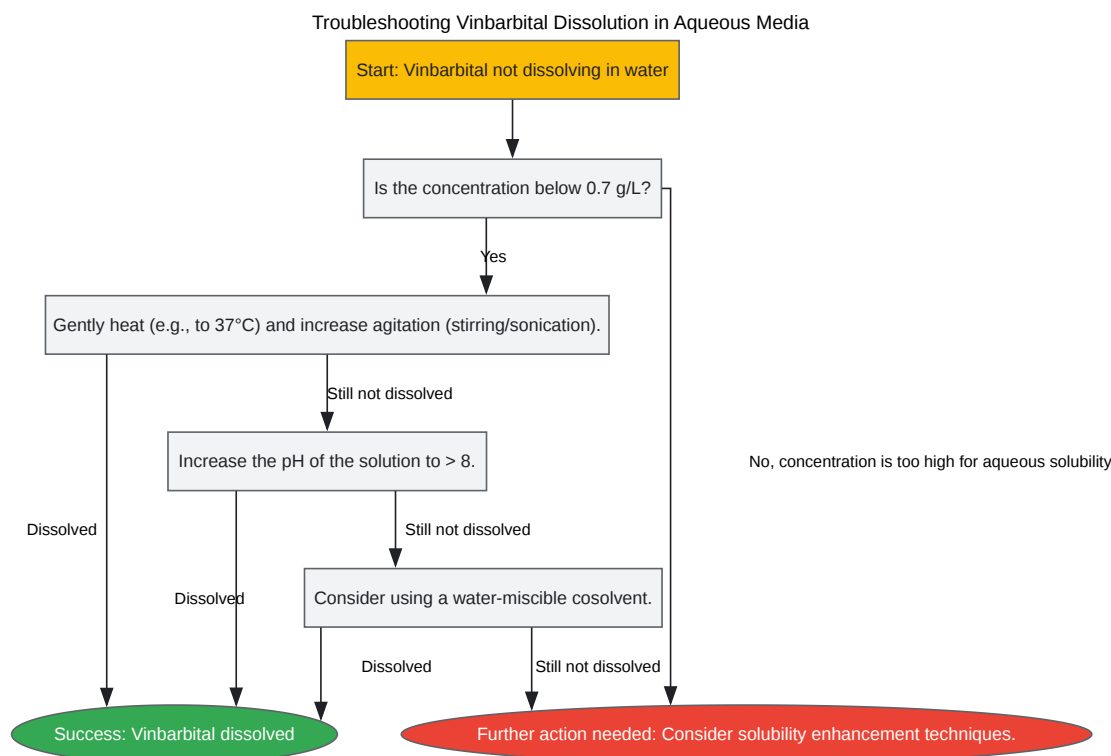 Troubleshooting Vinbarbital Dissolution in Aqueous Media
Start: Vinbarbital not dissolving in water
Is the concentration below 0.7 g/L?
Yes
Gently heat (e.g., to 37°C) and increase agitation (stirring/sonication).
Still not dissolved
Increase the pH of the solution to > 8.
No, concentration is too high for aqueous solubility
Dissolved
Still not dissolved
Dissolved
Consider using a water-miscible cosolvent.
Dissolved
Still not dissolved
Success: Vinbarbital dissolved
Further action needed: Consider solubility enhancement techniques.